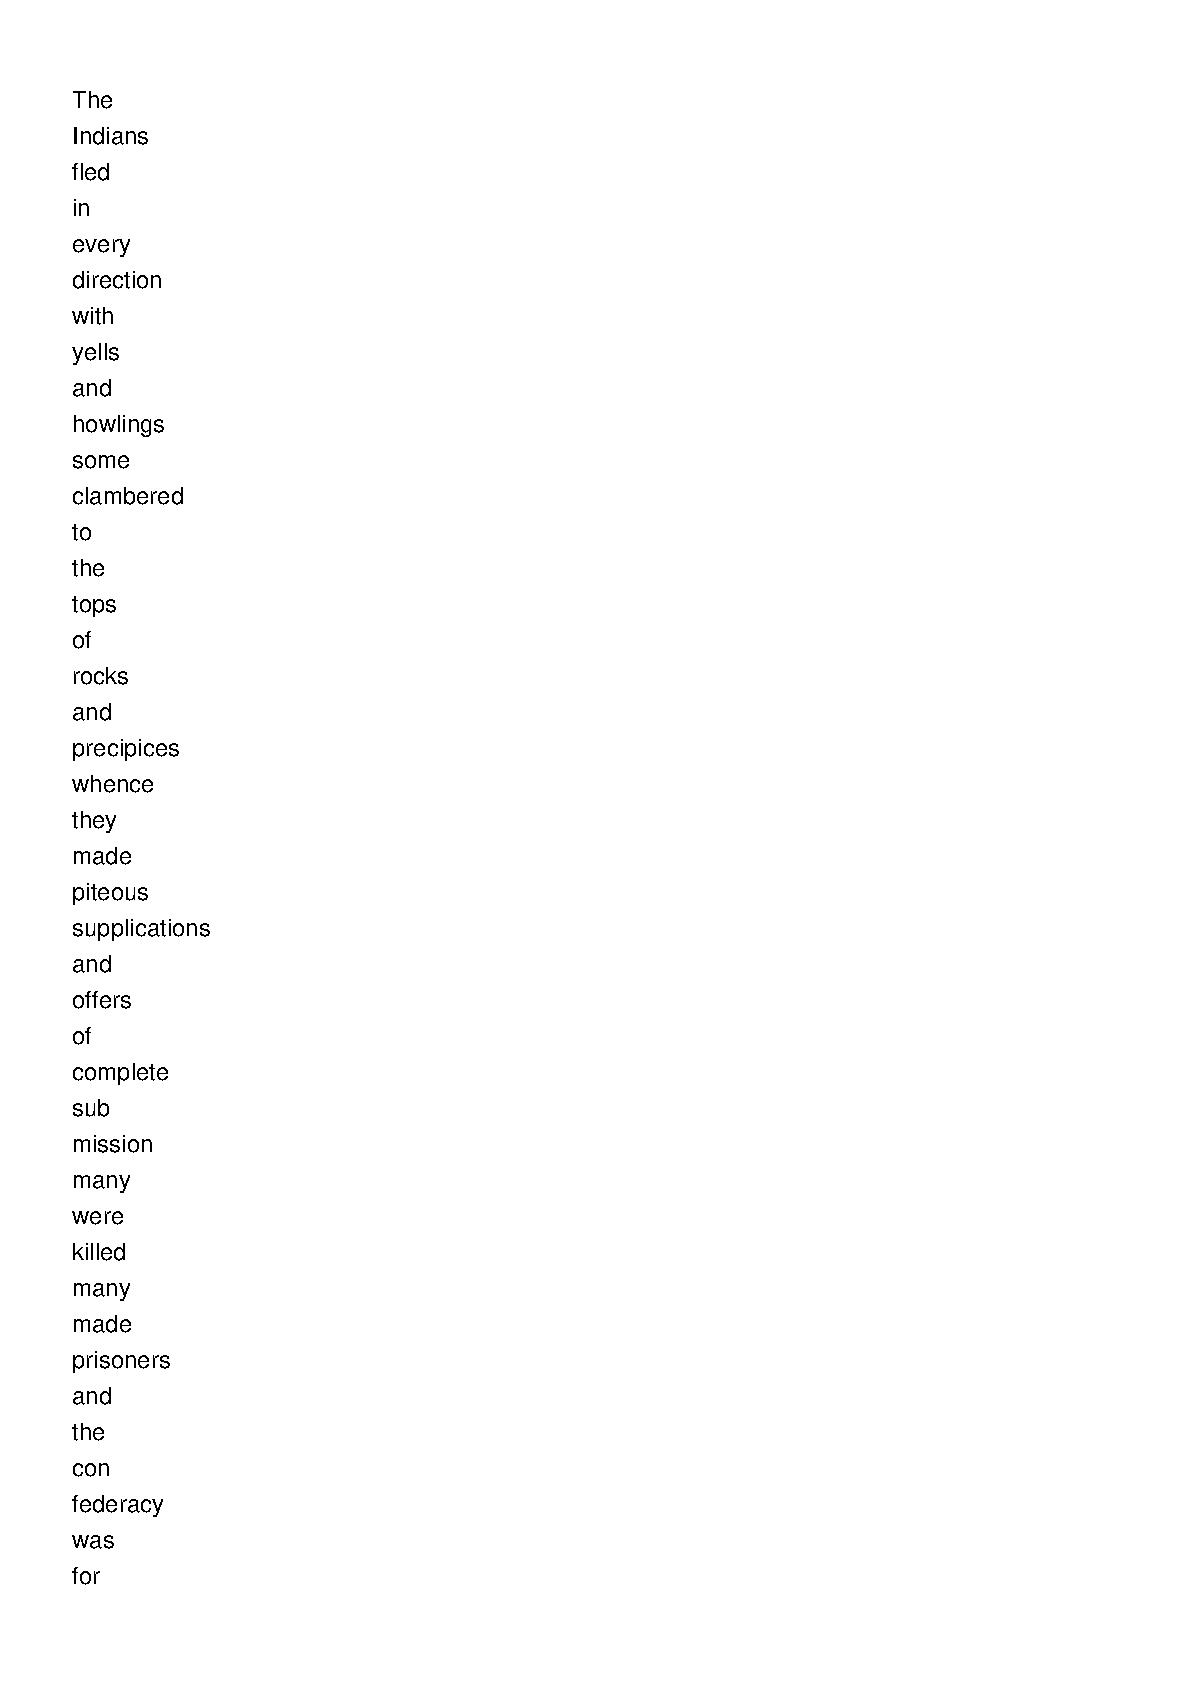 The
Indians
fled
in
every
direction
with
yells
and
howlings
some
clambered
to
the
tops
of
rocks
and
precipices
whence
they
made
piteous
supplications
and
offers
of
complete
sub
mission
many
were
killed
many
made
prisoners
and
the
con
federacy
was
for